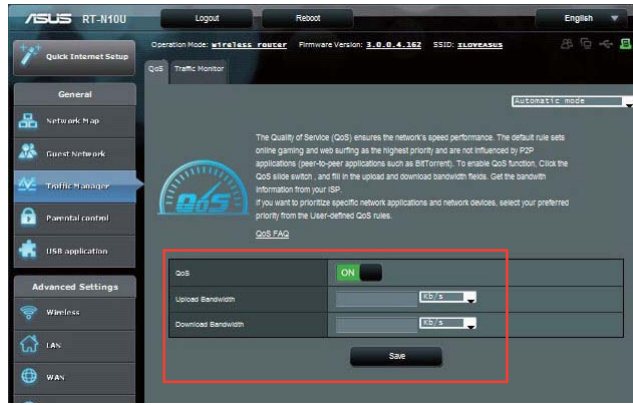 ASUS RT-N10U
Logout
Reboot
English
Quick Internet Setup
Operation Mode: wireless router Firmware Version: 3.0.0.4.162 SSID: ILOVEASUS
QoS
Traffic Monitor
General
Automatic mode
Network Map
Guest Network
Traffic Manager
Parental control
USB application
The Quality of Service (QoS) ensures the network's speed performance. The default rule sets
online gaming and web surfing as the highest priority and are not influenced by P2P
applications (peer-to-peer applications such as BitTorrent). To enable QoS function, Click the
QoS slide switch , and fill in the upload and download bandwidth fields. Get the bandwidth
information from your ISP.
If you want to prioritize specific network applications and network devices, select your preferred
priority from the User-defined QoS rules.
QoS FAQ
QoS
QoS
ON
Upload Bandwidth
Kb/s
Download Bandwidth
Kb/s
Save
Advanced Settings
Wireless
LAN
WAN